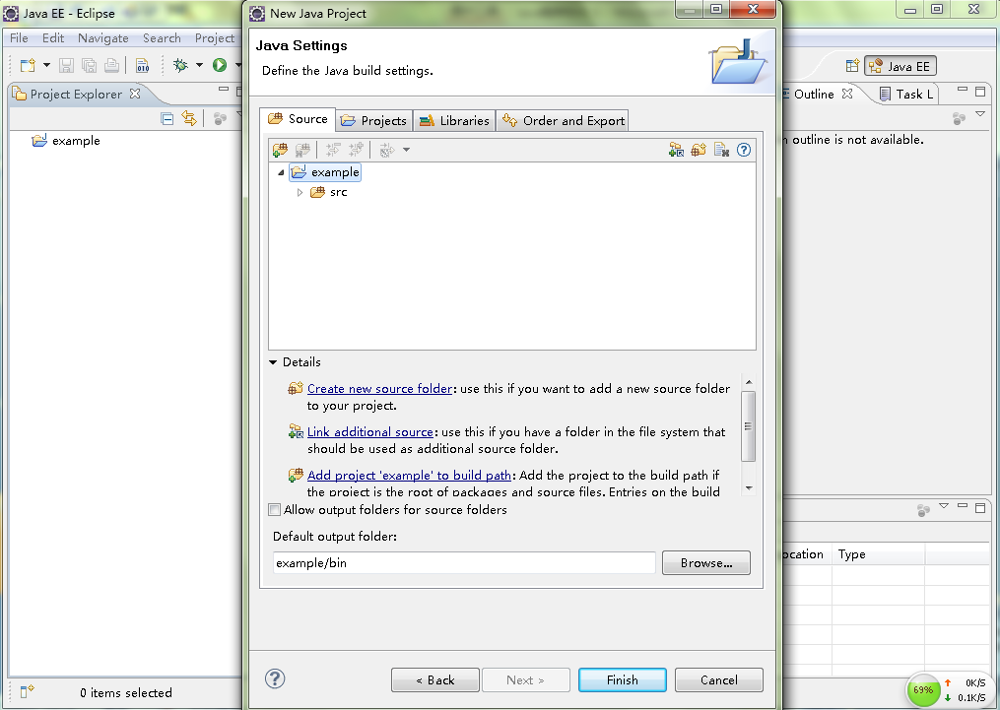 Java EE - Eclipse
File Edit Navigate Search Project
Java EE
Project Explorer
example
Outline
Task L
outline is not available.
0 items selected
New Java Project
Java Settings
Define the Java build settings.
Source
Projects
Libraries
Order and Export
example
src
Details
Create new source folder: use this if you want to add a new source folder
to your project.
Link additional source: use this if you have a folder in the file system that
should be used as additional source folder.
Add project 'example' to build path: Add the project to the build path if
the project is the root of packages and source files. Entries on the build
Allow output folders for source folders
Default output folder:
example/bin
Browse...
< Back
Next >
Finish
Cancel
ocation
Type
69%
0K/S
0.1K/S